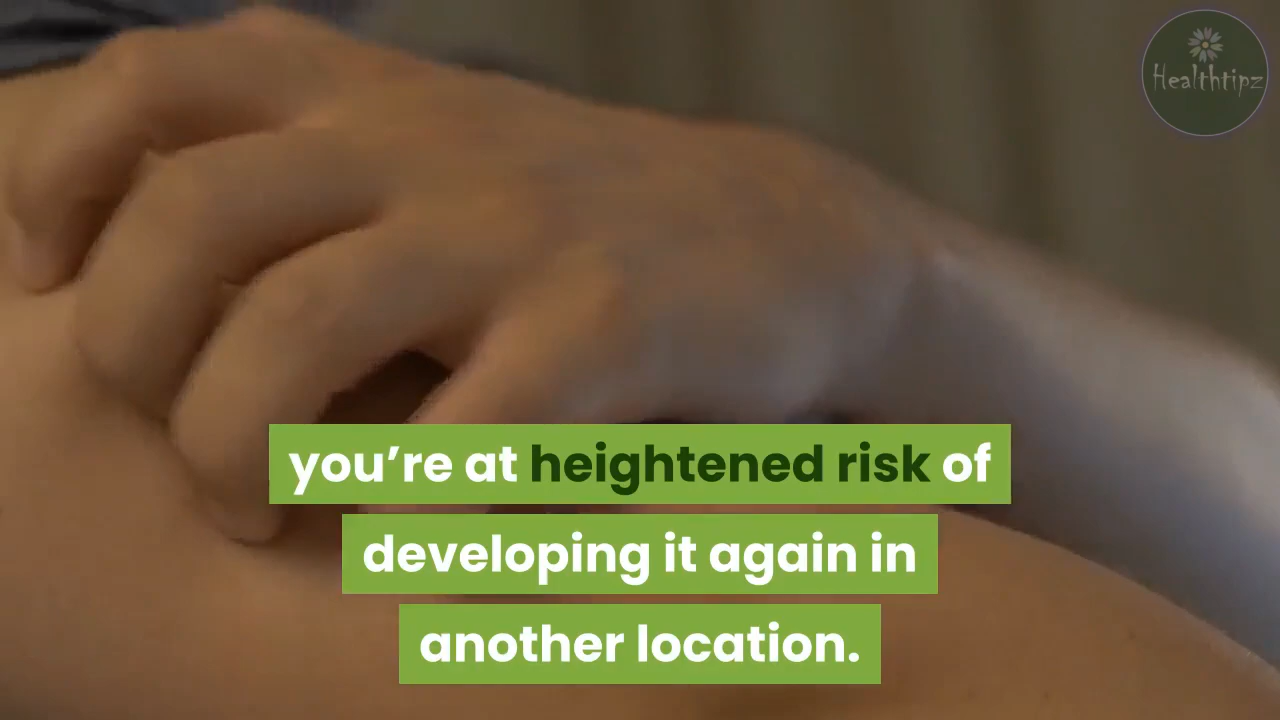 Healthtipz
you’re at heightened risk of
developing it again in
another location.